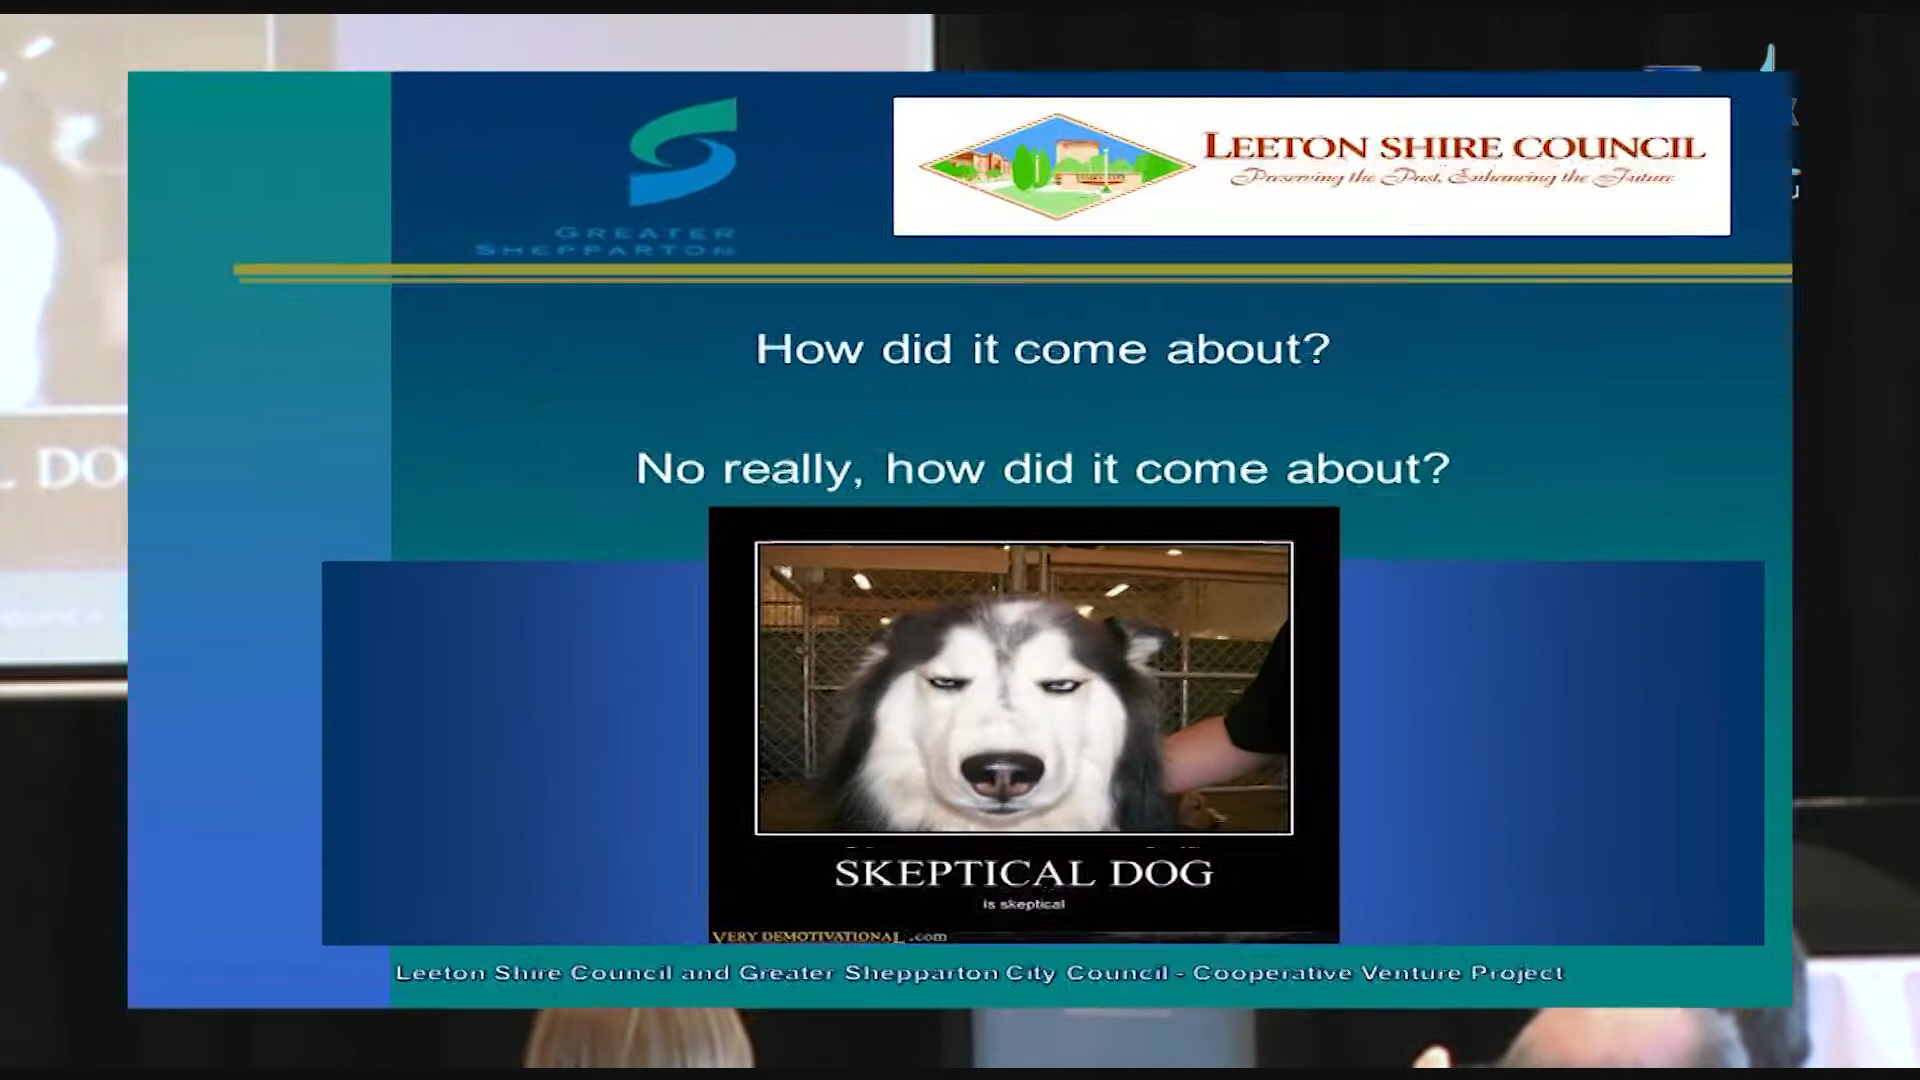 GREATER
SHEPPARTON
LEETON SHIRE COUNCIL
Preserving the Past, Enhancing the Future
How did it come about?
No really, how did it come about?
L DO
SKEPTICAL DOG
is skeptical
VERY DEMOTIVATIONAL .com
Leeton Shire Council and Greater Shepparton City Council - Cooperative Venture Project